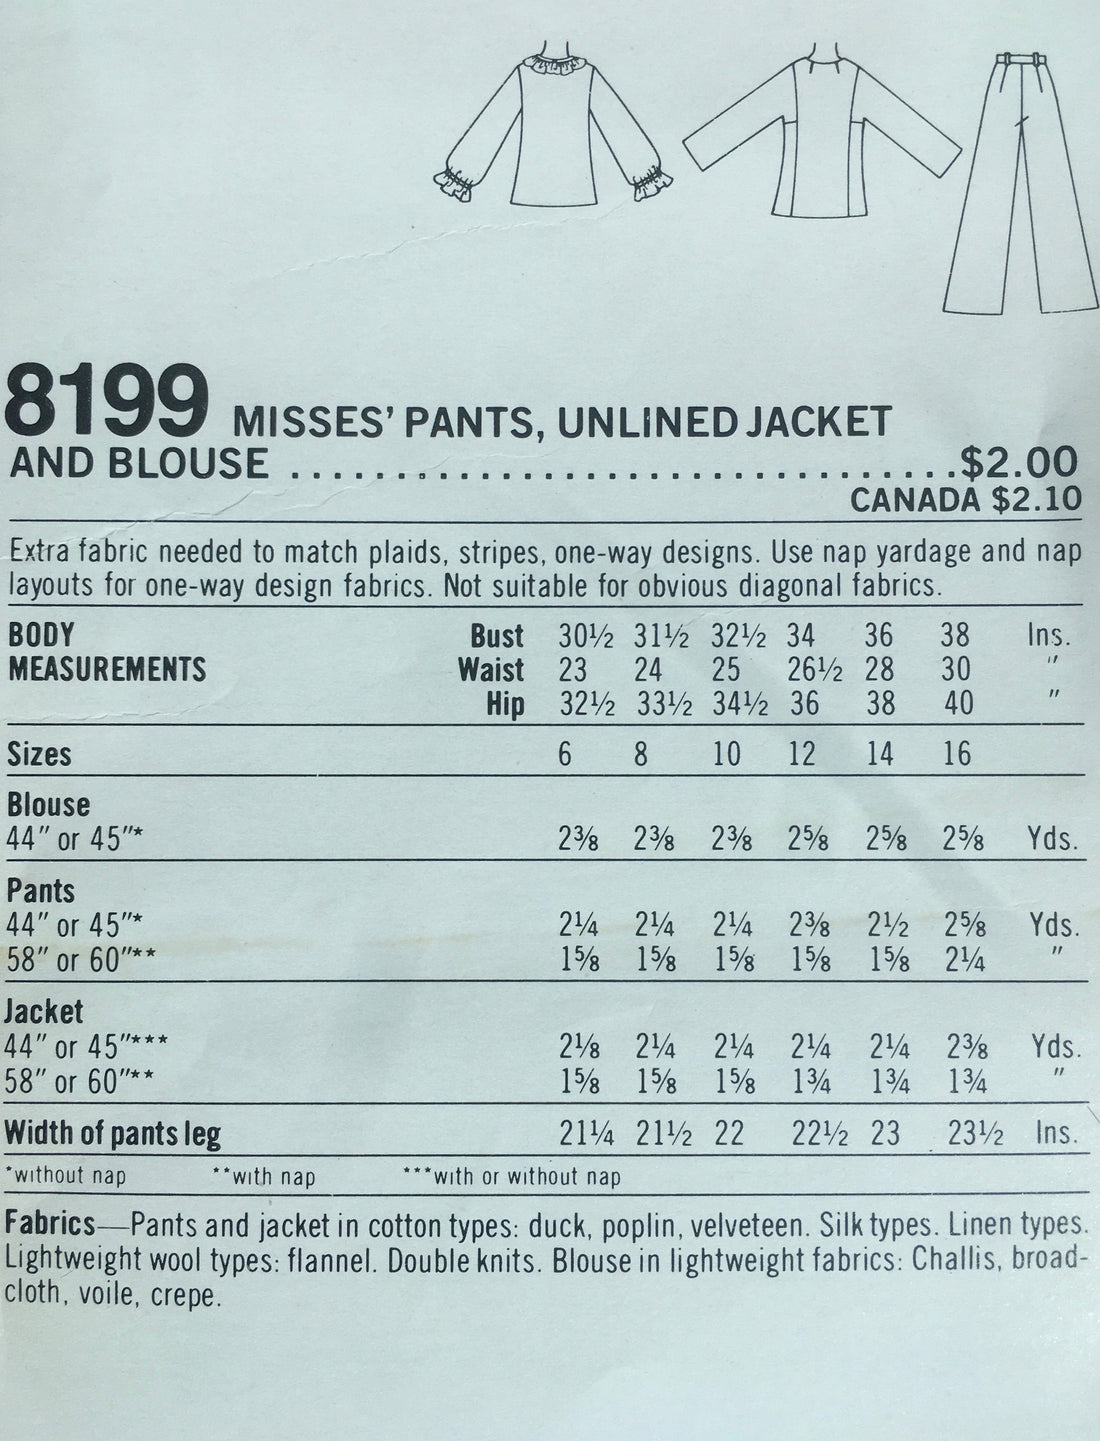 8199 MISSES' PANTS, UNLINED JACKET
AND BLOUSE ................................$2.00
CANADA $2.10
Extra fabric needed to match plaids, stripes, one-way designs. Use nap yardage and nap
layouts for one-way design fabrics. Not suitable for obvious diagonal fabrics.
BODY Bust 30½ 31½ 32½ 34 36 38 Ins.
MEASUREMENTS Waist 23 24 25 26½ 28 30 "
Hip 32½ 33½ 34½ 36 38 40 "
Sizes 6 8 10 12 14 16
Blouse
44" or 45"* 2⅜ 2⅜ 2⅜ 2⅝ 2⅝ 2⅝ Yds.
Pants
44" or 45"* 2¼ 2¼ 2¼ 2⅜ 2½ 2⅝ Yds.
58" or 60"** 1⅝ 1⅝ 1⅝ 1⅝ 1⅝ 2¼ "
Jacket
44" or 45"*** 2⅛ 2¼ 2¼ 2¼ 2¼ 2⅜ Yds.
58" or 60"** 1⅝ 1⅝ 1⅝ 1¾ 1¾ 1¾ "
Width of pants leg 21¼ 21½ 22 22½ 23 23½ Ins.
*without nap **with nap ***with or without nap
Fabrics—Pants and jacket in cotton types: duck, poplin, velveteen. Silk types. Linen types.
Lightweight wool types: flannel. Double knits. Blouse in lightweight fabrics: Challis, broad-
cloth, voile, crepe.